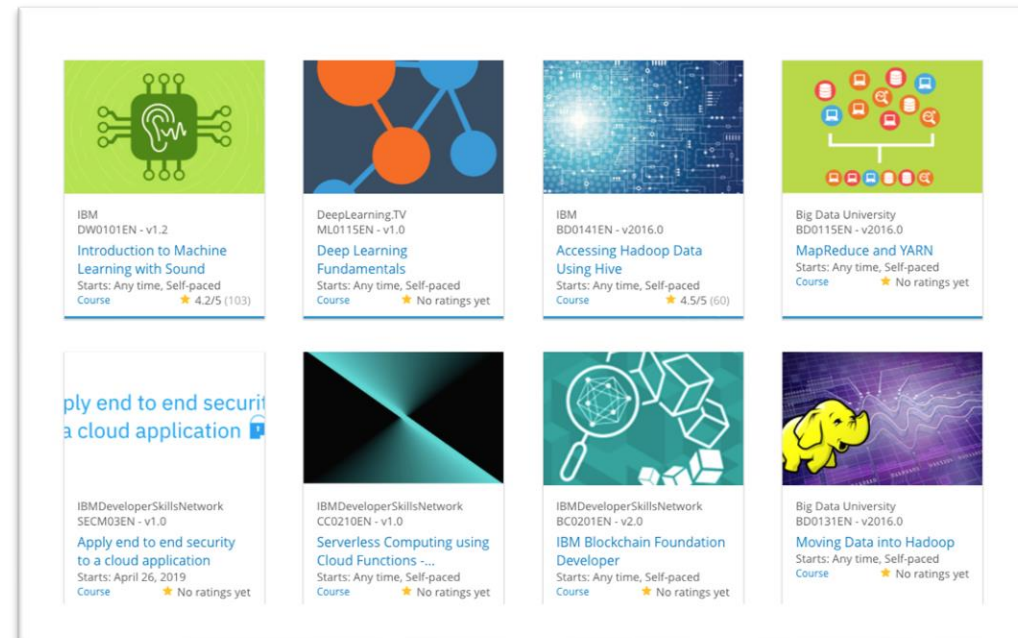 IBM
DW0101EN - v1.2
Introduction to Machine
Learning with Sound
Starts: Any time, Self-paced
Course 4.2/5 (103)
DeepLearning.TV
ML0115EN - v1.0
Deep Learning
Fundamentals
Starts: Any time, Self-paced
Course No ratings yet
IBM
BD0141EN - v2016.0
Accessing Hadoop Data
Using Hive
Starts: Any time, Self-paced
Course 4.5/5 (60)
Big Data University
BD0115EN - v2016.0
MapReduce and YARN
Starts: Any time, Self-paced
Course No ratings yet
ply end to end securit
a cloud application
IBMDeveloperSkillsNetwork
SECM03EN - v1.0
Apply end to end security
to a cloud application
Starts: April 26, 2019
Course No ratings yet
IBMDeveloperSkillsNetwork
CC0210EN - v1.0
Serverless Computing using
Cloud Functions -...
Starts: Any time, Self-paced
Course No ratings yet
IBMDeveloperSkillsNetwork
BC0201EN - v2.0
IBM Blockchain Foundation
Developer
Starts: Any time, Self-paced
Course No ratings yet
Big Data University
BD0131EN - v2016.0
Moving Data into Hadoop
Starts: Any time, Self-paced
Course No ratings yet